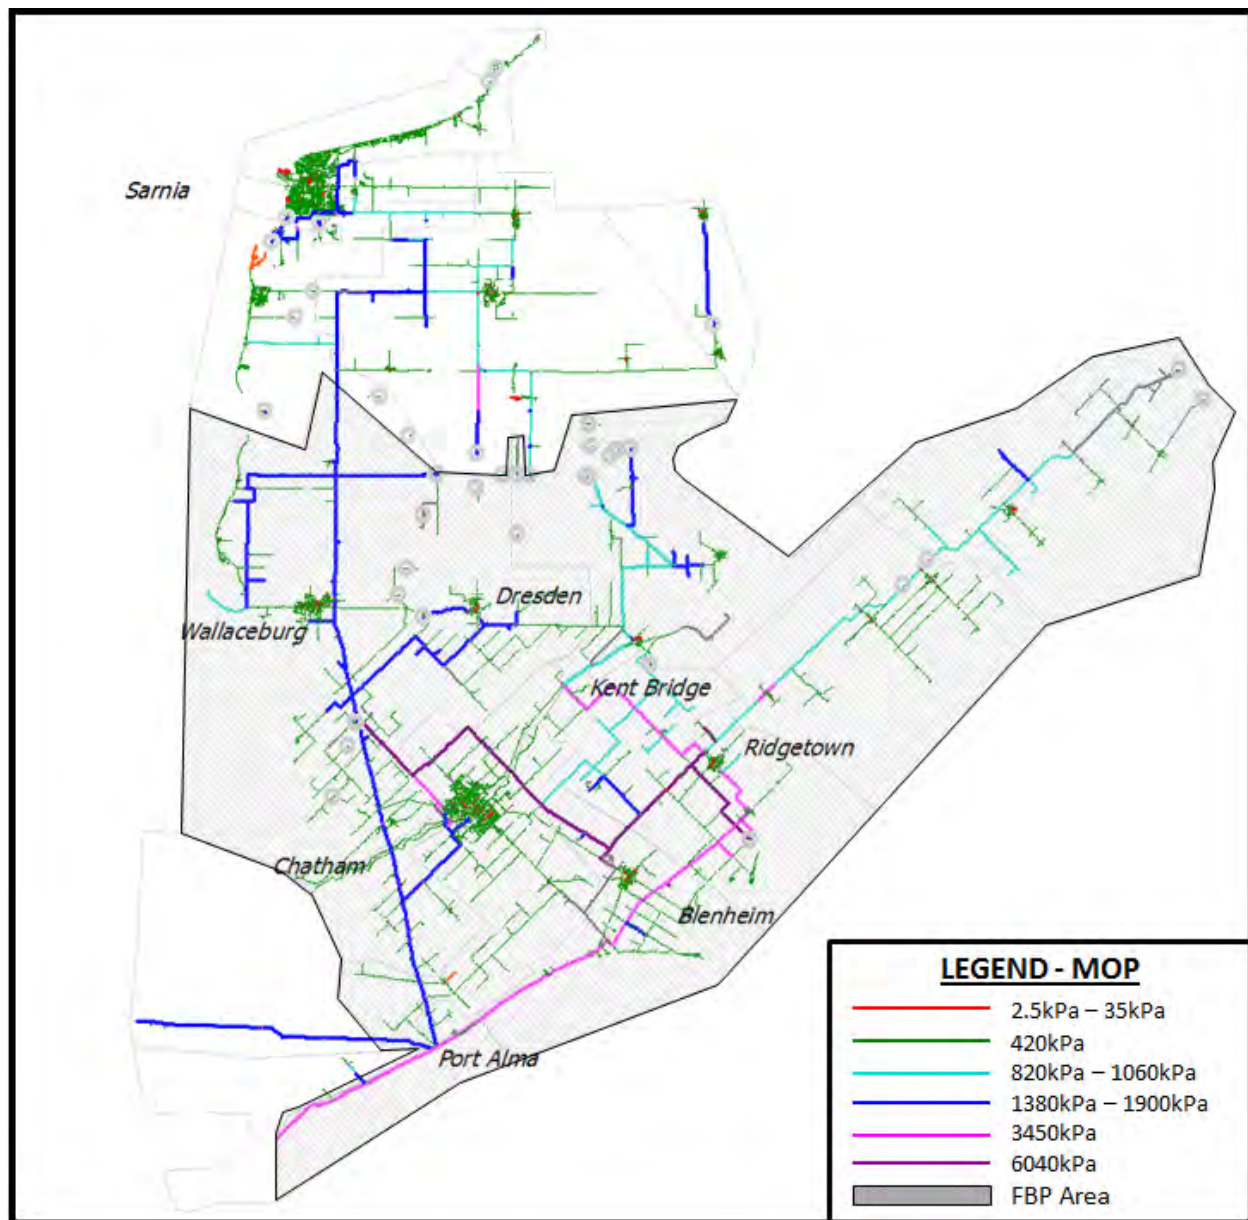 Sarnia
Dresden
Wallaceburg
Kent Bridge
Ridgetown
Chatham
Blenheim
Port Alma
LEGEND - MOP
2.5kPa – 35kPa
420kPa
820kPa – 1060kPa
1380kPa – 1900kPa
3450kPa
6040kPa
FBP Area